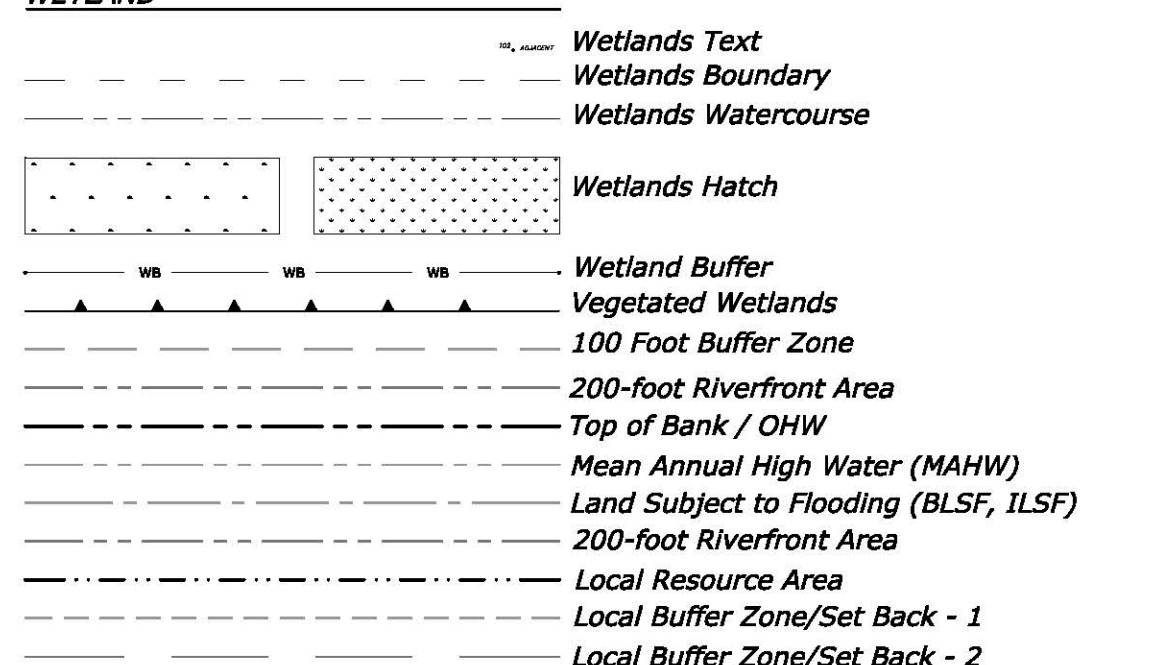 WETLAND
102 ADJACENT Wetlands Text
Wetlands Boundary
Wetlands Watercourse
Wetlands Hatch
WB WB WB Wetland Buffer
Vegetated Wetlands
100 Foot Buffer Zone
200-foot Riverfront Area
Top of Bank / OHW
Mean Annual High Water (MAHW)
Land Subject to Flooding (BLSF, ILSF)
200-foot Riverfront Area
Local Resource Area
Local Buffer Zone/Set Back - 1
Local Buffer Zone/Set Back - 2